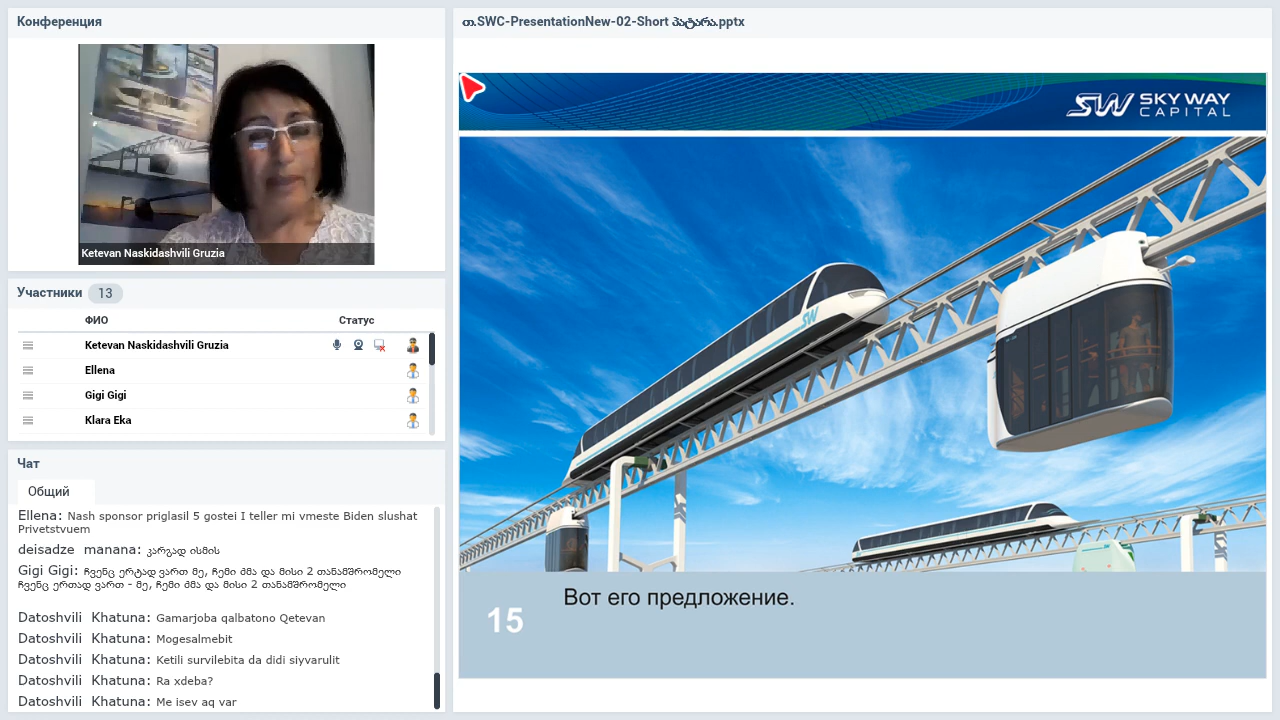 Конференция
Ketevan Naskidashvili Gruzia
Участники 13
ФИО Статус
Ketevan Naskidashvili Gruzia
Ellena
Gigi Gigi
Klara Eka
Чат
Общий
Ellena: Nash sponsor priglasil 5 gostei I teller mi vmeste Biden slushat
Privetstvuem
deisadze manana: კარგად ისმის
Gigi Gigi: ჩვენც ერტად ვართ მე, ჩემი ძმა და მისი 2 თანამშრომელი
ჩვენც ერთად ვართ - მე, ჩემი ძმა და მისი 2 თანამშრომელი
Datoshvili Khatuna: Gamarjoba qalbatono Qetevan
Datoshvili Khatuna: Mogesalmebit
Datoshvili Khatuna: Ketili survilebita da didi siyvarulit
Datoshvili Khatuna: Ra xdeba?
Datoshvili Khatuna: Me isev aq var
თ.SWC-PresentationNew-02-Short პატარა.pptx
SW SKY WAY
CAPITAL
SW
Вот его предложение.
15